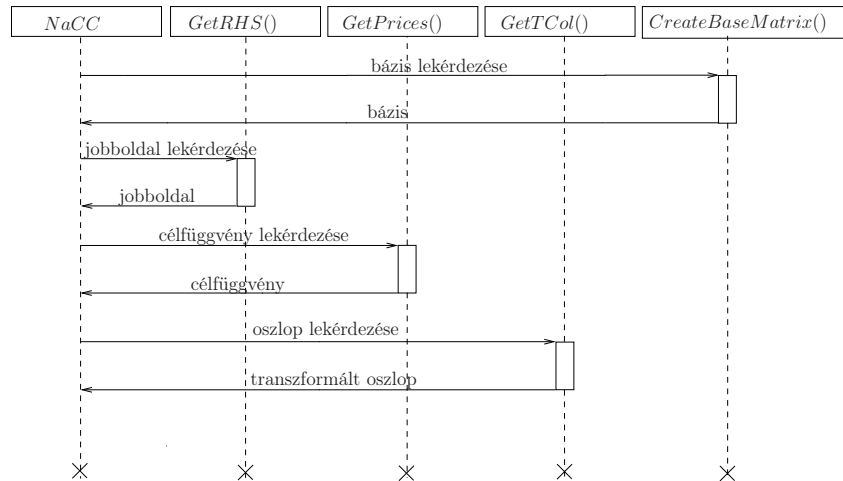 NaCC GetRHS() GetPrices() GetTCol() CreateBaseMatrix()
bázis lekérdezése
bázis
jobboldal lekérdezése
jobboldal
célfüggvény lekérdezése
célfüggvény
oszlop lekérdezése
transzformált oszlop